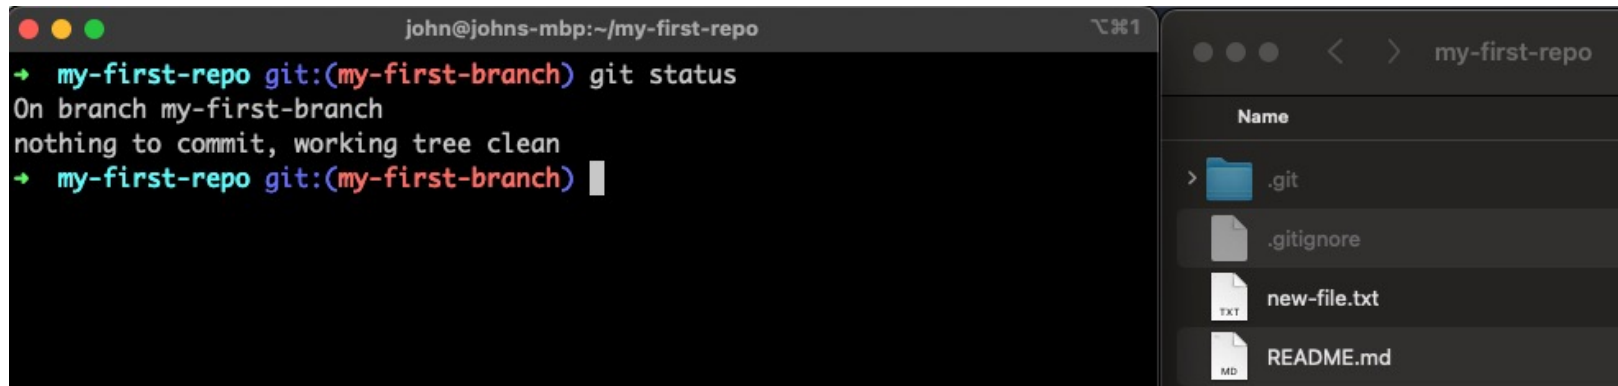 john@johns-mbp:~/my-first-repo
⌥⌘1
➜ my-first-repo git:(my-first-branch) git status
On branch my-first-branch
nothing to commit, working tree clean
➜ my-first-repo git:(my-first-branch)
my-first-repo
Name
.git
.gitignore
TXT
new-file.txt
MD
README.md